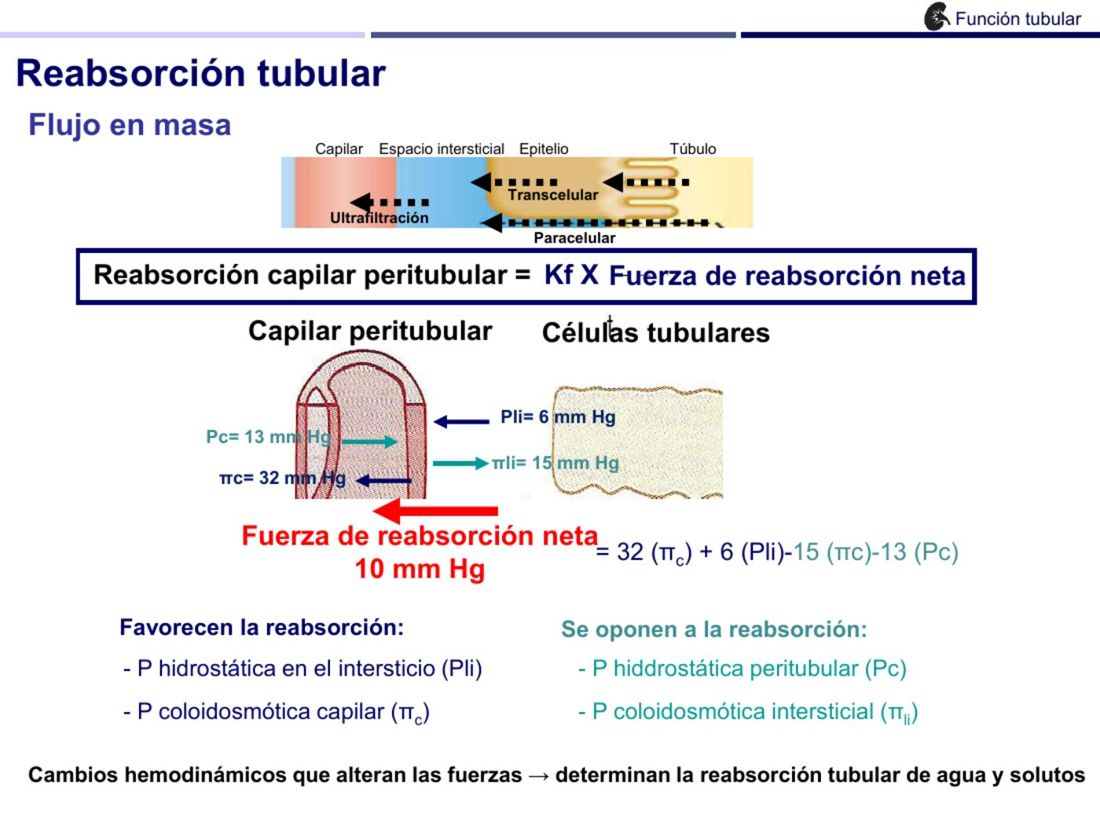 Función tubular
Reabsorción tubular
Flujo en masa
Capilar Espacio intersticial Epitelio Túbulo
Transcelular
Ultrafiltración
Paracelular
Reabsorción capilar peritubular = Kf X Fuerza de reabsorción neta
Capilar peritubular Células tubulares
Pli= 6 mm Hg
Pc= 13 mm Hg
πli= 15 mm Hg
πc= 32 mm Hg
Fuerza de reabsorción neta
10 mm Hg
= 32 (πc) + 6 (Pli)-15 (πc)-13 (Pc)
Favorecen la reabsorción:
- P hidrostática en el intersticio (Pli)
- P coloidosmótica capilar (πc)
Se oponen a la reabsorción:
- P hiddrostática peritubular (Pc)
- P coloidosmótica intersticial (πli)
Cambios hemodinámicos que alteran las fuerzas → determinan la reabsorción tubular de agua y solutos